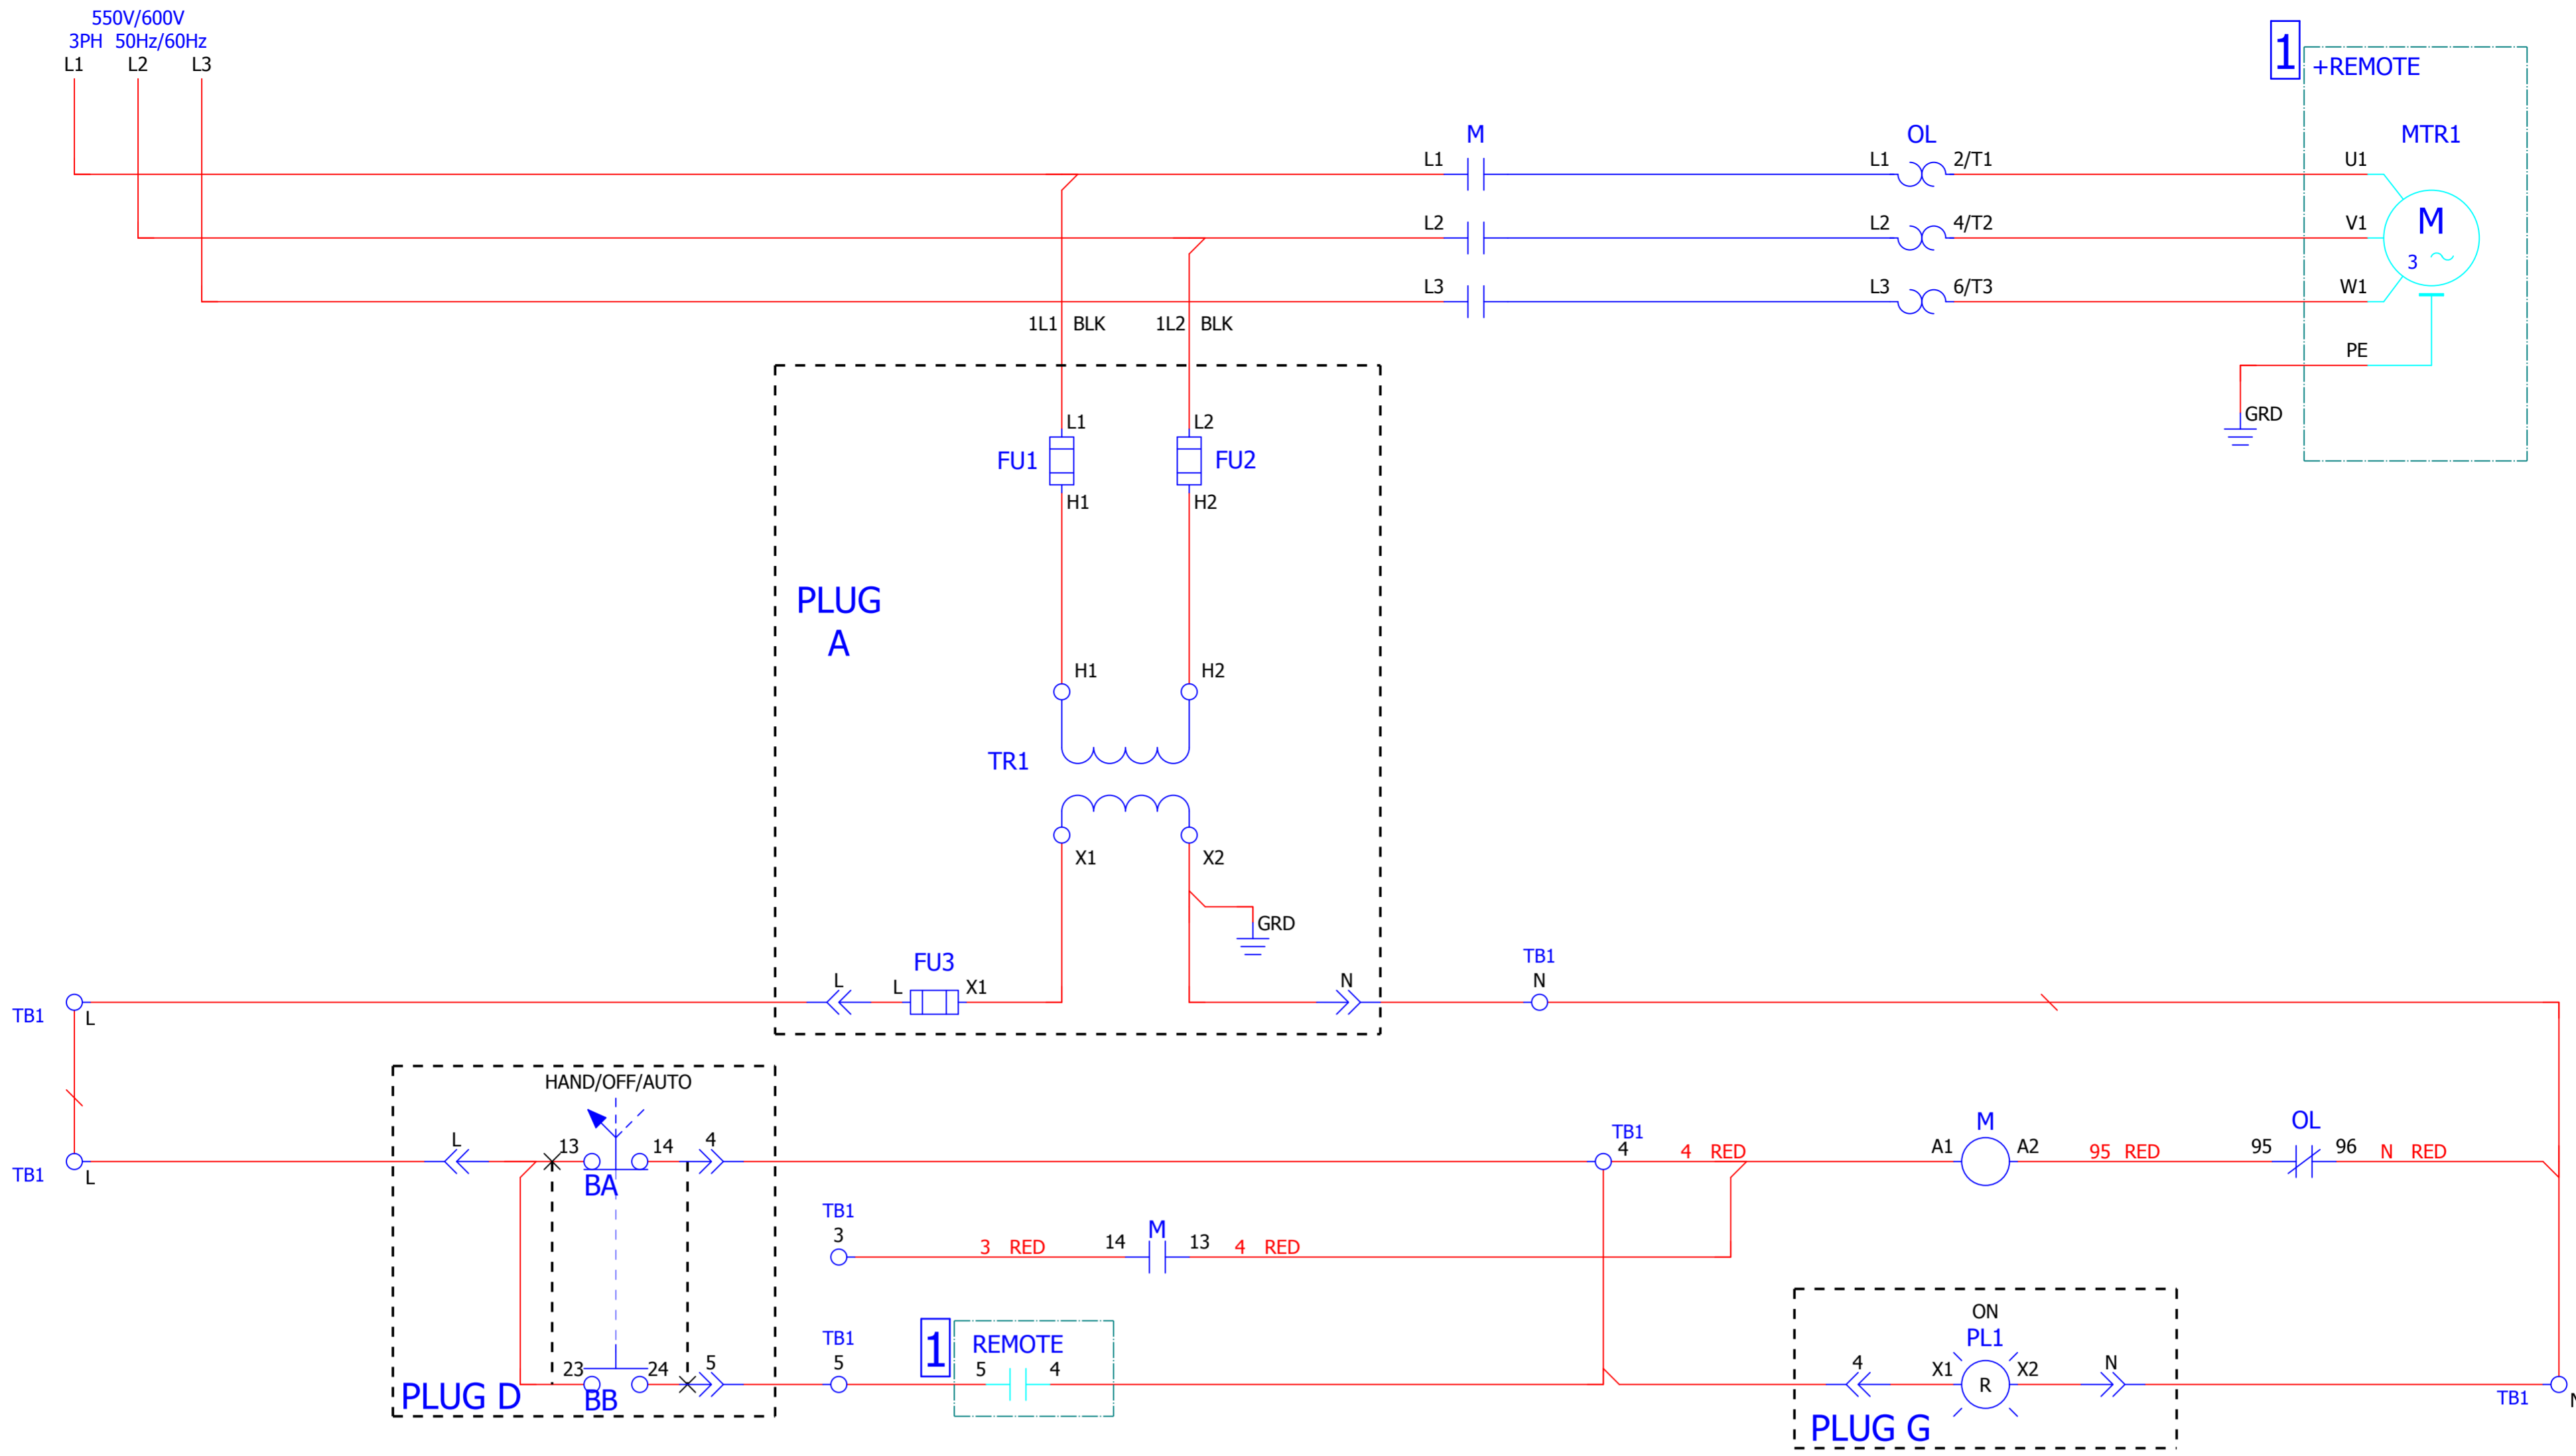 550V/600V
3PH 50Hz/60Hz
L1 L2 L3
1 +REMOTE
M OL MTR1
L1 L1 2/T1 U1
L2 L2 4/T2 V1 M
3
L3 L3 6/T3 W1
1L1 BLK 1L2 BLK
PE
GRD
L1 L2
FU1 FU2
H1 H2
PLUG
A
H1 H2
TR1
X1 X2
GRD
FU3
L L X1 N
TB1
N
TB1 L
HAND/OFF/AUTO
L 13 14 4
TB1 L
BA
TB1
4
4 RED
M
A1 A2
95 RED
OL
95 96
N RED
TB1
3
3 RED
M
14 13
4 RED
TB1
5
1 REMOTE
5 4
23 24 5
PLUG D BB
ON
PL1
4 X1 R X2 N
PLUG G
TB1 N